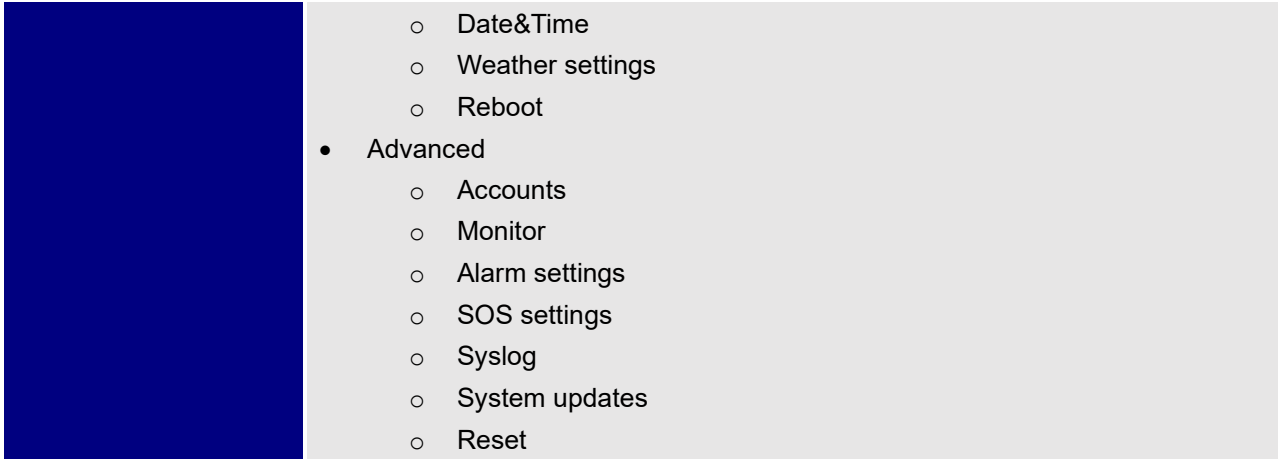 o Date&Time
o Weather settings
o Reboot
• Advanced
o Accounts
o Monitor
o Alarm settings
o SOS settings
o Syslog
o System updates
o Reset